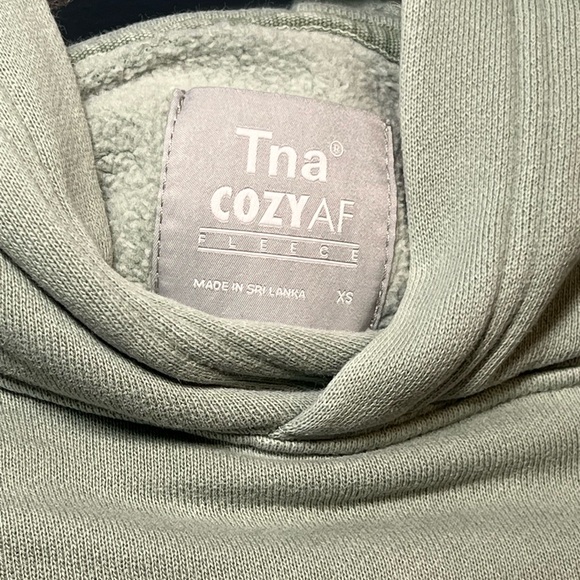 Tna®
COZYAF
FLEECE
MADE IN SRI LANKA XS